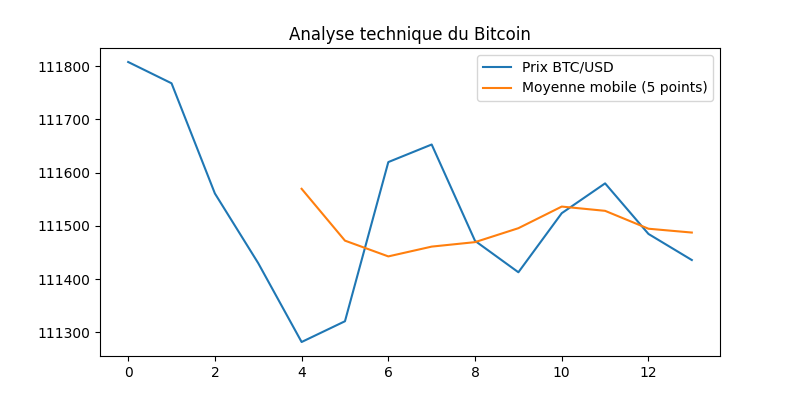 Analyse technique du Bitcoin
Prix BTC/USD
Moyenne mobile (5 points)
111800
111700
111600
111500
111400
111300
0 2 4 6 8 10 12